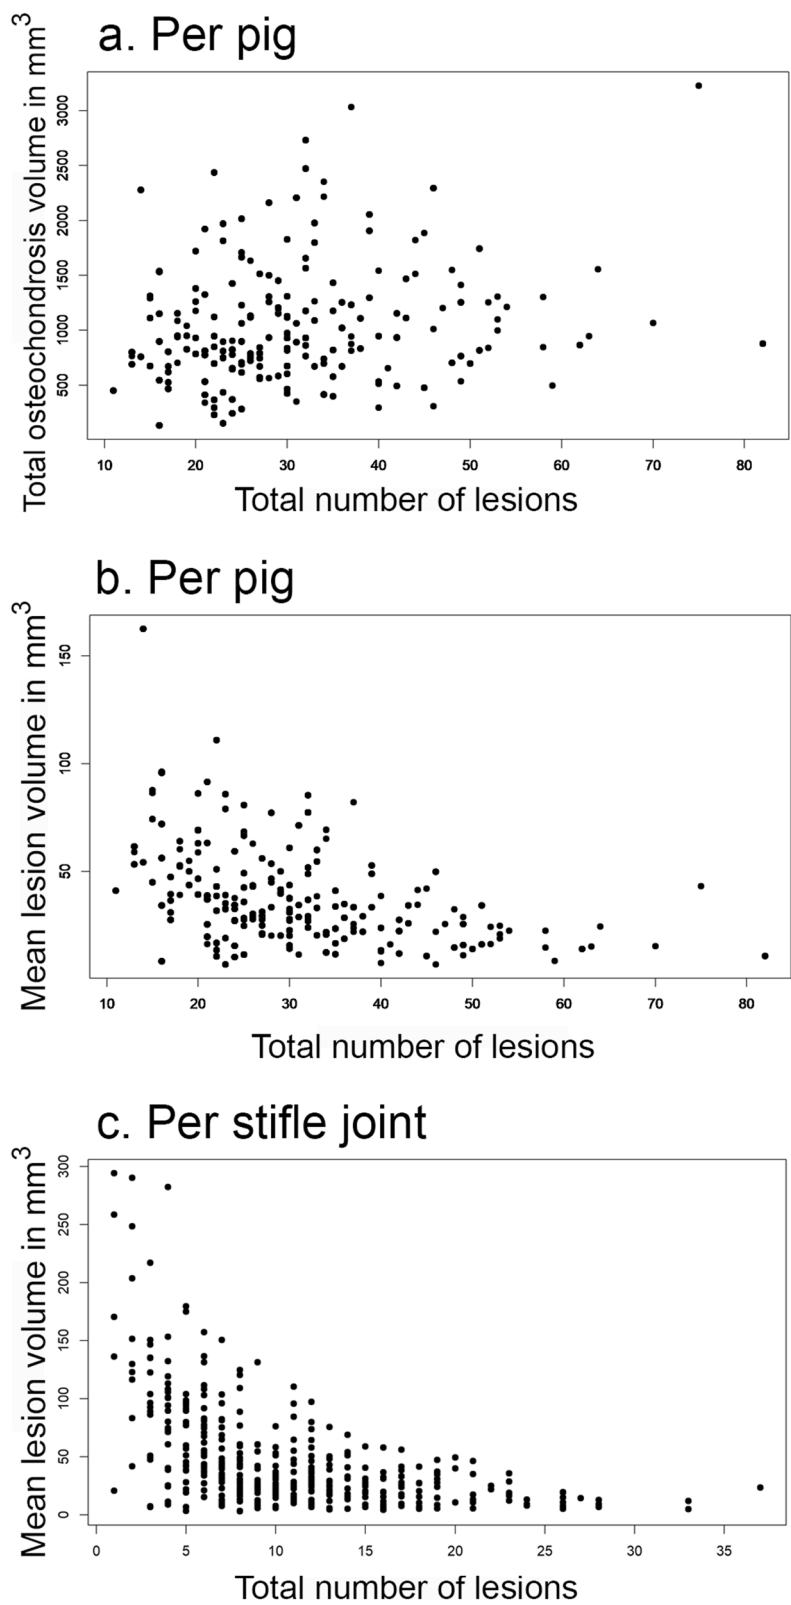 a. Per pig
Total osteochondrosis volume in mm³
3000
2500
2000
1500
1000
500
10 20 30 40 50 60 70 80
Total number of lesions
b. Per pig
Mean lesion volume in mm³
150
100
50
10 20 30 40 50 60 70 80
Total number of lesions
c. Per stifle joint
Mean lesion volume in mm³
300
250
200
150
100
50
0
0 5 10 15 20 25 30 35
Total number of lesions